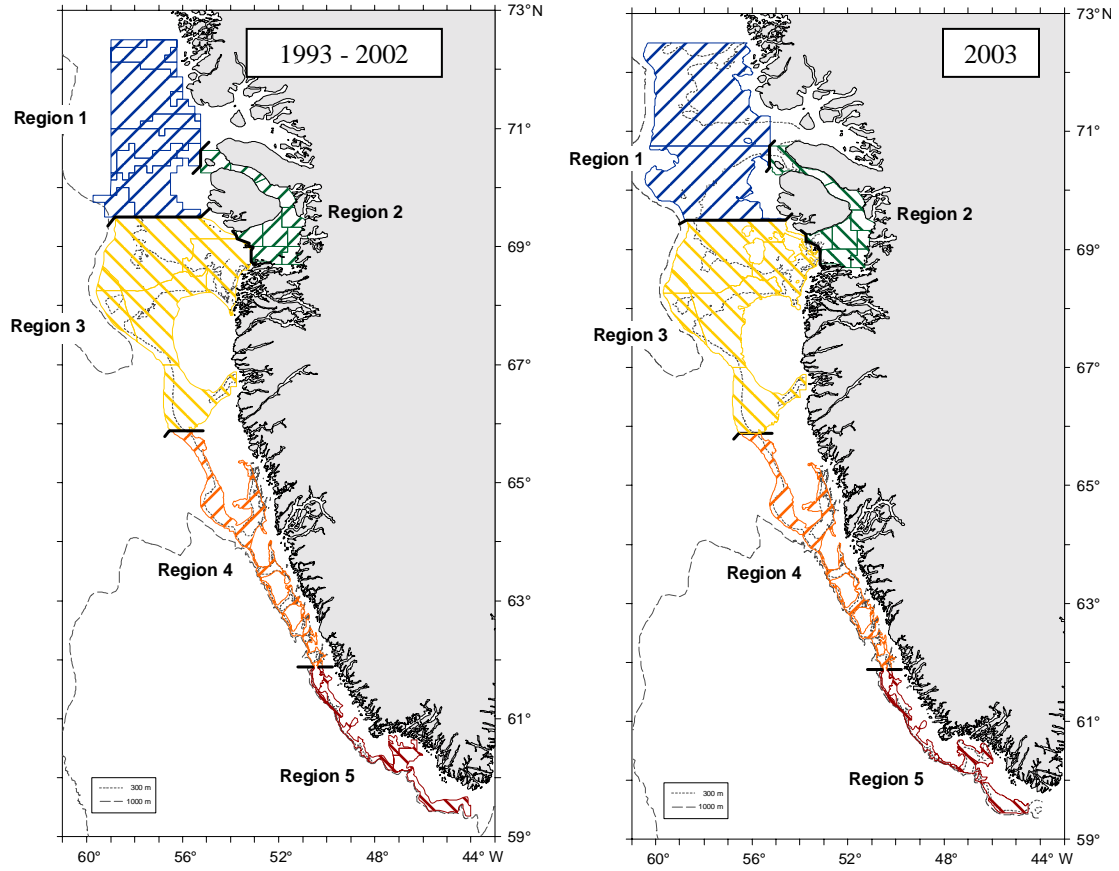 1993 - 2002
73°N
71°
69°
67°
65°
63°
61°
59°
Region 1
Region 2
Region 3
Region 4
Region 5
300 m
1000 m
60°
56°
52°
48°
44° W
2003
73°N
71°
69°
67°
65°
63°
61°
59°
Region 1
Region 2
Region 3
Region 4
Region 5
300 m
1000 m
60°
56°
52°
48°
44° W